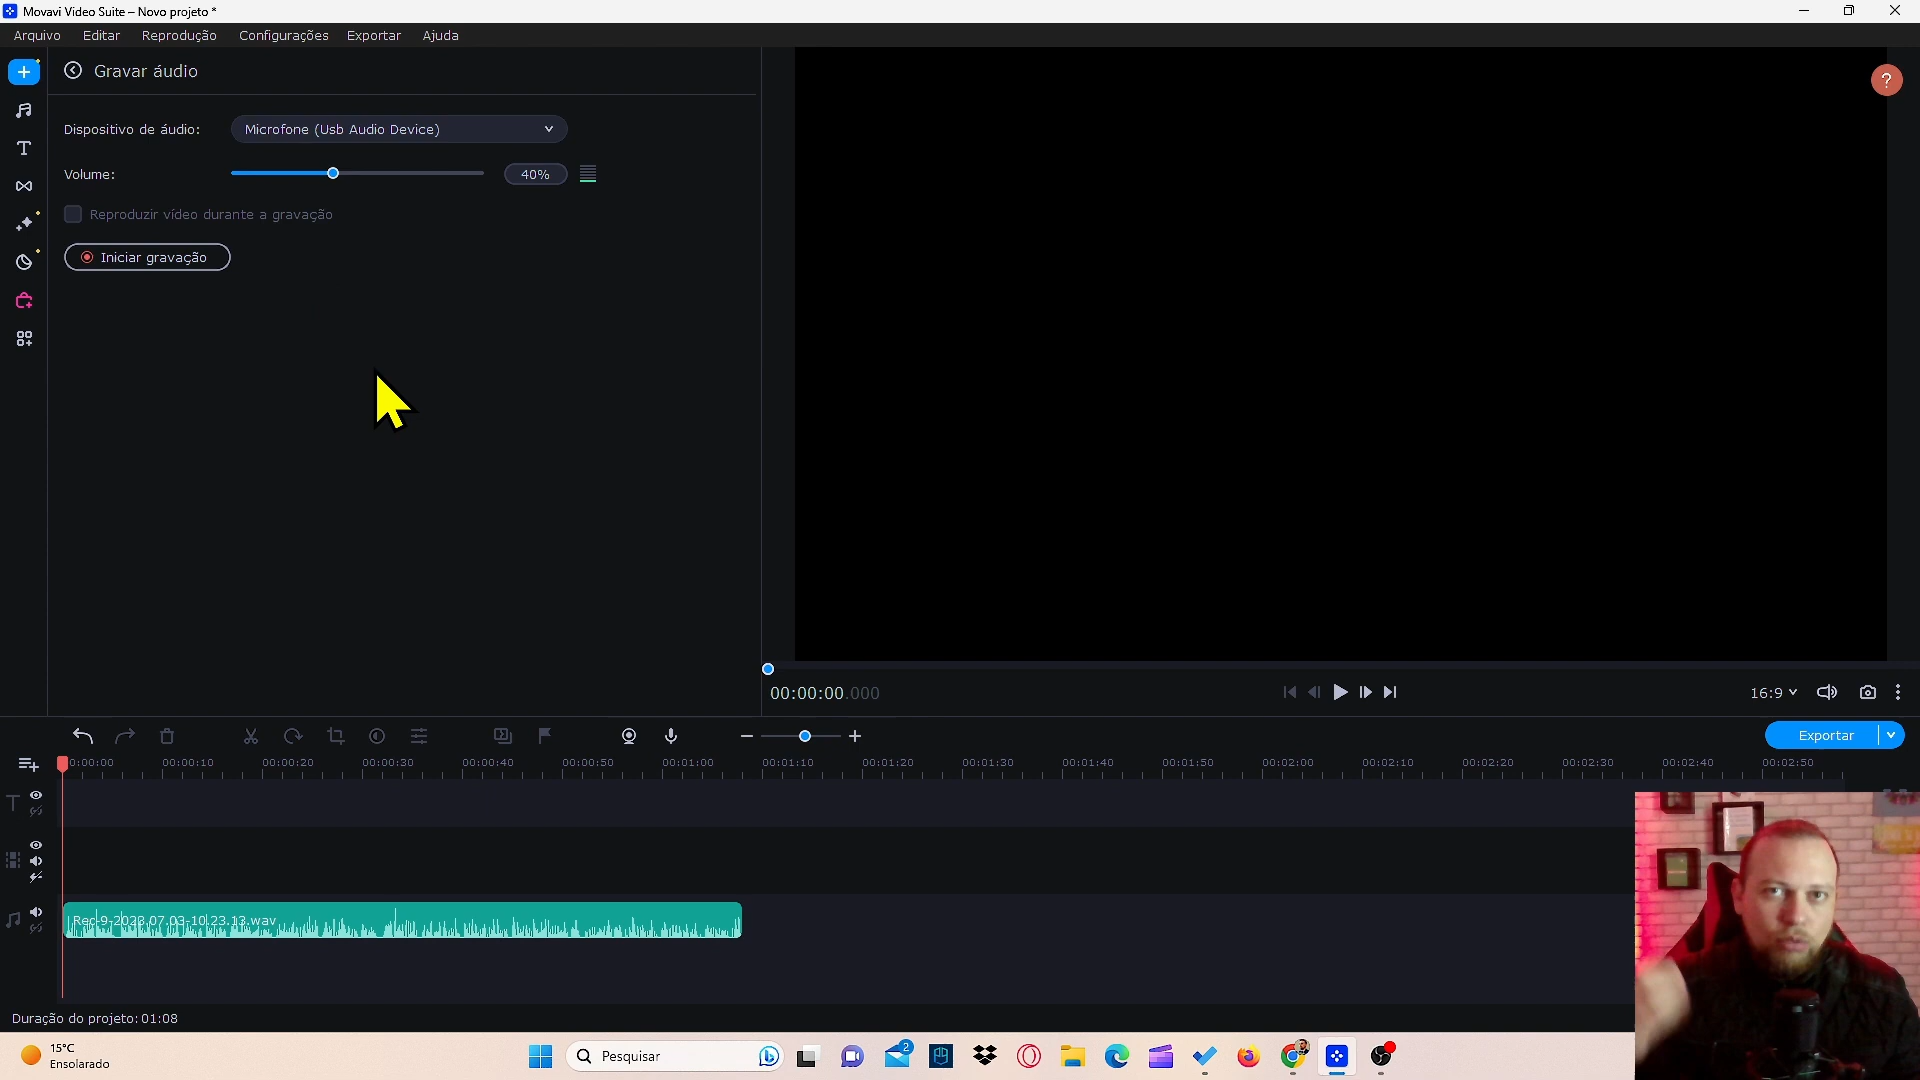 Movavi Video Suite – Novo projeto *
Arquivo Editar Reprodução Configurações Exportar Ajuda
Gravar áudio
?
Dispositivo de áudio: Microfone (Usb Audio Device)
Volume: 40%
Reproduzir vídeo durante a gravação
Iniciar gravação
00:00:00.000
16:9
Exportar
0:00:00 00:00:10 00:00:20 00:00:30 00:00:40 00:00:50 00:01:00 00:01:10 00:01:20 00:01:30 00:01:40 00:01:50 00:02:00 00:02:10 00:02:20 00:02:30 00:02:40 00:02:50
Rec-9-2023.07.03-10.23.13.wav
Duração do projeto: 01:08
15°C
Ensolarado
Pesquisar
2